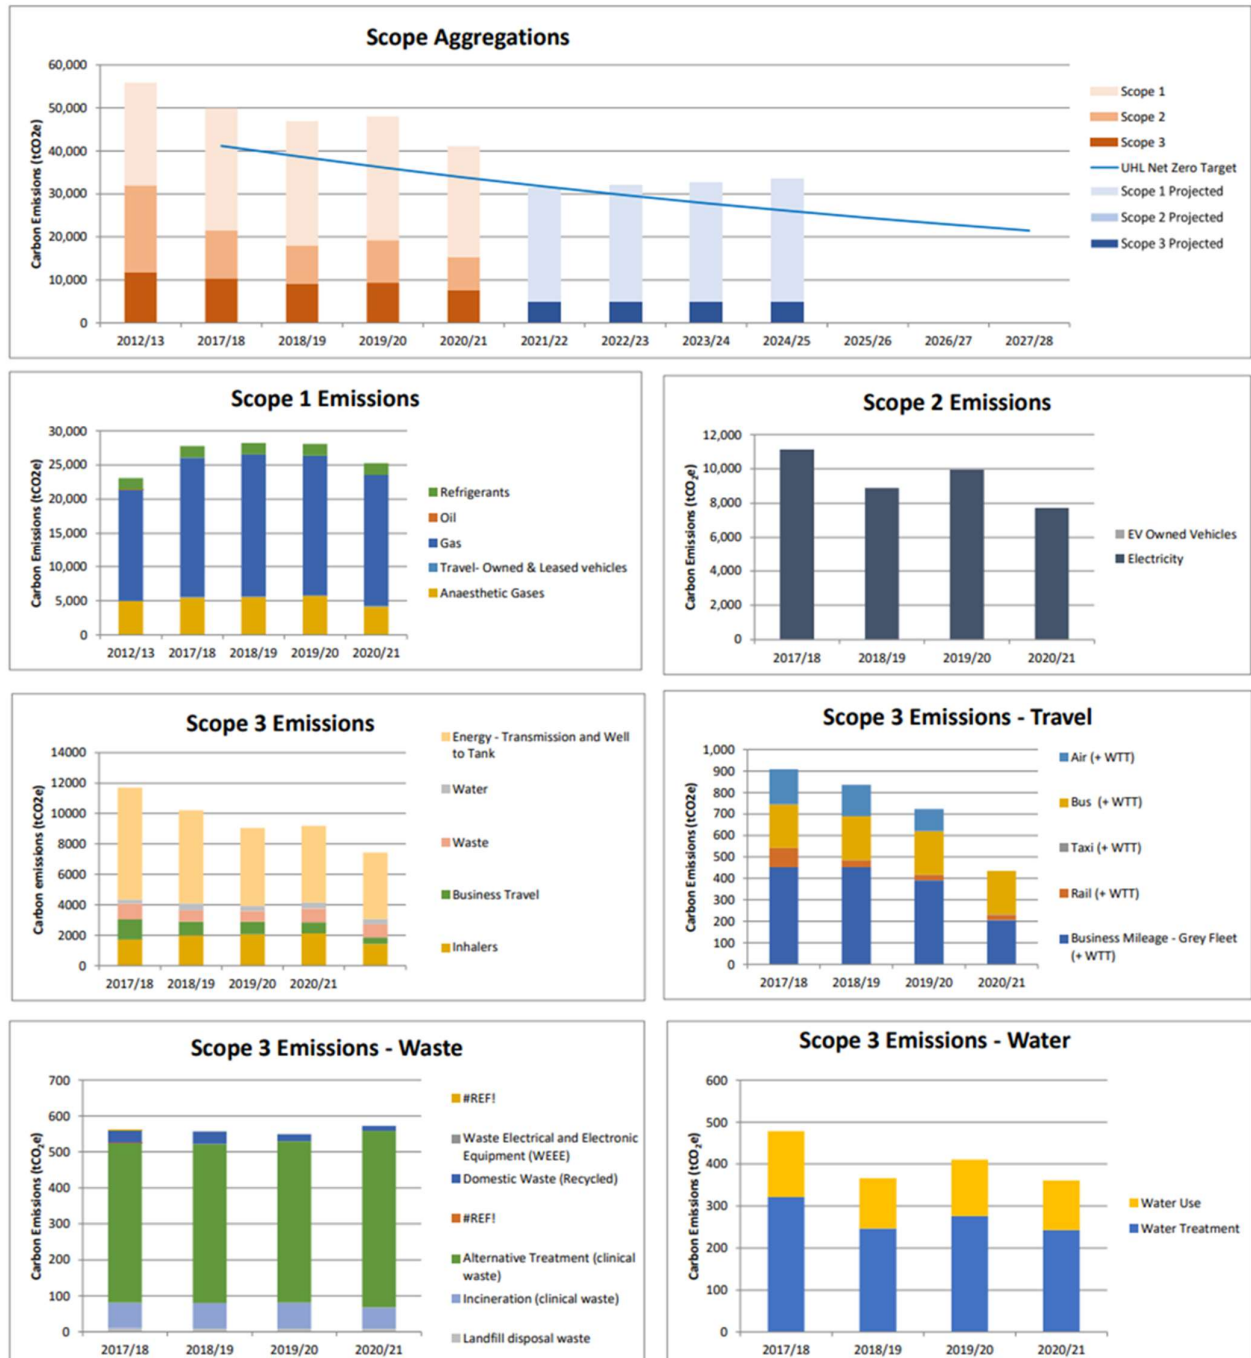 Scope Aggregations
Carbon Emissions (tCO2e)
60,000
50,000
40,000
30,000
20,000
10,000
0
2012/13 2017/18 2018/19 2019/20 2020/21 2021/22 2022/23 2023/24 2024/25 2025/26 2026/27 2027/28
Scope 1
Scope 2
Scope 3
UHL Net Zero Target
Scope 1 Projected
Scope 2 Projected
Scope 3 Projected
Scope 1 Emissions
Carbon Emissions (tCO2e)
30,000
25,000
20,000
15,000
10,000
5,000
0
2012/13 2017/18 2018/19 2019/20 2020/21
Refrigerants
Oil
Gas
Travel- Owned & Leased vehicles
Anaesthetic Gases
Scope 2 Emissions
Carbon Emissions (tCO₂e)
12,000
10,000
8,000
6,000
4,000
2,000
0
2017/18 2018/19 2019/20 2020/21
EV Owned Vehicles
Electricity
Scope 3 Emissions
Carbon emissions (tCO2e)
14000
12000
10000
8000
6000
4000
2000
0
2017/18 2018/19 2019/20 2020/21
Energy - Transmission and Well
to Tank
Water
Waste
Business Travel
Inhalers
Scope 3 Emissions - Travel
Carbon Emissions (tCO2e)
1,000
900
800
700
600
500
400
300
200
100
0
2017/18 2018/19 2019/20 2020/21
Air (+ WTT)
Bus (+ WTT)
Taxi (+ WTT)
Rail (+ WTT)
Business Mileage - Grey Fleet
(+ WTT)
Scope 3 Emissions - Waste
Carbon Emissions (tCO₂e)
700
600
500
400
300
200
100
0
2017/18 2018/19 2019/20 2020/21
#REF!
Waste Electrical and Electronic
Equipment (WEEE)
Domestic Waste (Recycled)
#REF!
Alternative Treatment (clinical
waste)
Incineration (clinical waste)
Landfill disposal waste
Scope 3 Emissions - Water
Carbon Emissions (tCO₂e)
600
500
400
300
200
100
0
2017/18 2018/19 2019/20 2020/21
Water Use
Water Treatment